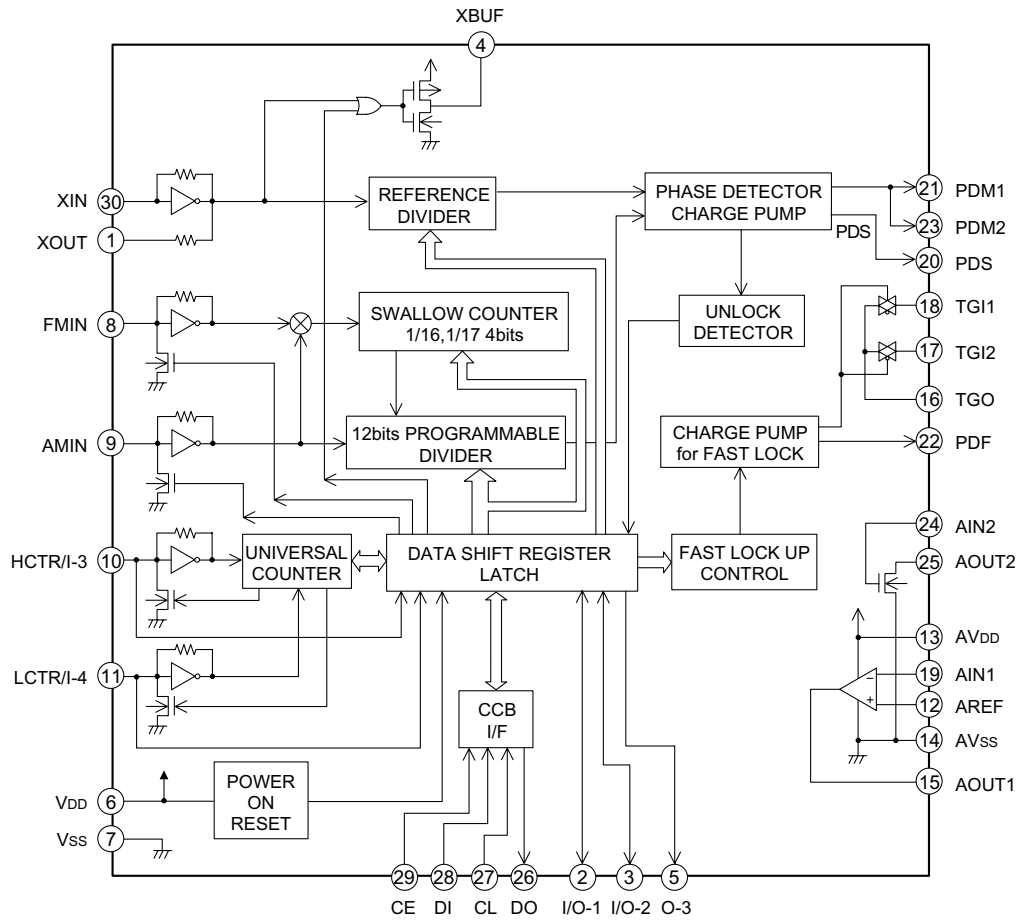 XBUF
4
XIN
30
XOUT
1
REFERENCE
DIVIDER
PHASE DETECTOR
CHARGE PUMP
PDS
21
PDM1
23
PDM2
20
PDS
FMIN
8
SWALLOW COUNTER
1/16,1/17 4bits
UNLOCK
DETECTOR
18
TGI1
17
TGI2
16
TGO
AMIN
9
12bits PROGRAMMABLE
DIVIDER
CHARGE PUMP
for FAST LOCK
22
PDF
HCTR/I-3
10
UNIVERSAL
COUNTER
DATA SHIFT REGISTER
LATCH
FAST LOCK UP
CONTROL
24
AIN2
25
AOUT2
13
AVDD
LCTR/I-4
11
19
AIN1
12
AREF
14
AVSS
15
AOUT1
CCB
I/F
VDD
6
POWER
ON
RESET
VSS
7
29
28
27
26
2
3
5
CE
DI
CL
DO
I/O-1
I/O-2
O-3
−
+